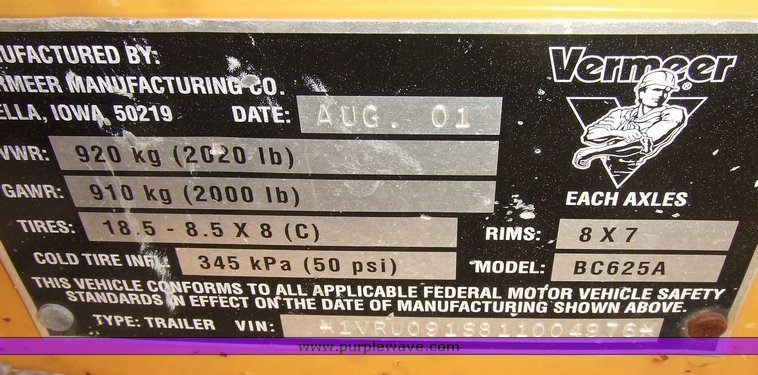 UFACTURED BY:
RMEER MANUFACTURING CO.
ELLA, IOWA 50219 DATE: AUG. 01
Vermeer®
VWR: 920 kg (2020 lb)
GAWR: 910 kg (2000 lb)
EACH AXLES
TIRES: 18.5 - 8.5 X 8 (C) RIMS: 8 X 7
COLD TIRE INF. 345 kPa (50 psi) MODEL: BC625A
THIS VEHICLE CONFORMS TO ALL APPLICABLE FEDERAL MOTOR VEHICLE SAFETY
STANDARDS IN EFFECT ON THE DATE OF MANUFACTURING SHOWN ABOVE.
TYPE: TRAILER VIN: *1VRU091S811004976*
www.purplewave.com